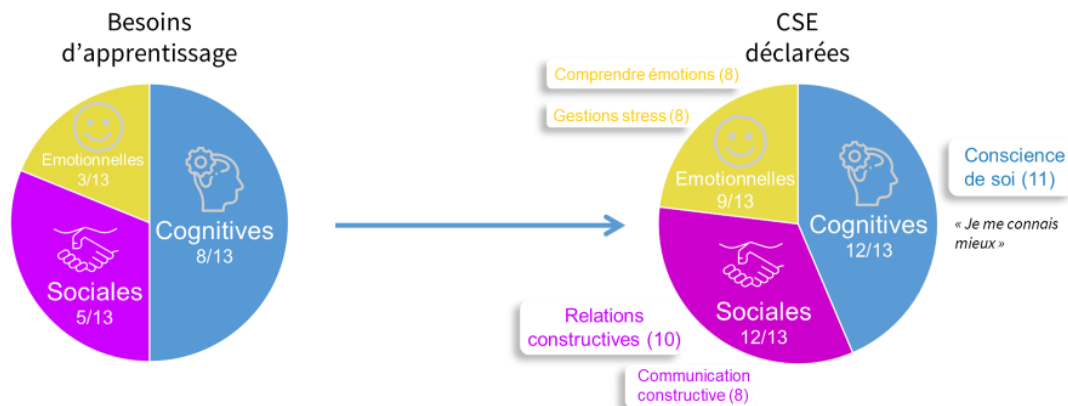 Besoins
d'apprentissage
Emotionnelles
3/13
Cognitives
8/13
Sociales
5/13
CSE
déclarées
Comprendre émotions (8)
Gestions stress (8)
Emotionnelles
9/13
Cognitives
12/13
Conscience
de soi (11)
« Je me connais
mieux »
Sociales
12/13
Relations
constructives (10)
Communication
constructive (8)